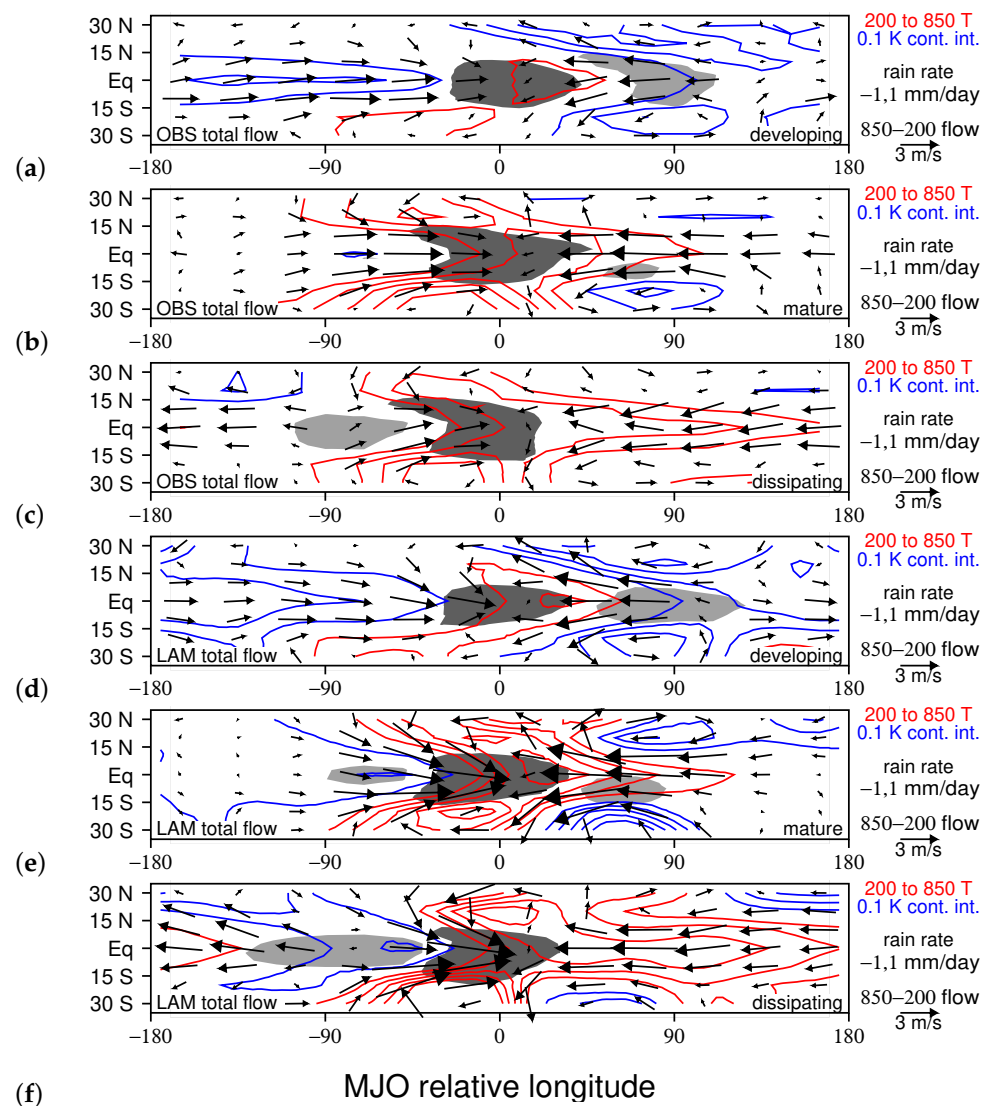 30 N
15 N
Eq
15 S
30 S
OBS total flow
developing
200 to 850 T
0.1 K cont. int.
rain rate
−1,1 mm/day
850–200 flow
3 m/s
(a)
−180
−90
0
90
180
30 N
15 N
Eq
15 S
30 S
OBS total flow
mature
200 to 850 T
0.1 K cont. int.
rain rate
−1,1 mm/day
850–200 flow
3 m/s
(b)
−180
−90
0
90
180
30 N
15 N
Eq
15 S
30 S
OBS total flow
dissipating
200 to 850 T
0.1 K cont. int.
rain rate
−1,1 mm/day
850–200 flow
3 m/s
(c)
−180
−90
0
90
180
30 N
15 N
Eq
15 S
30 S
LAM total flow
developing
200 to 850 T
0.1 K cont. int.
rain rate
−1,1 mm/day
850–200 flow
3 m/s
(d)
−180
−90
0
90
180
30 N
15 N
Eq
15 S
30 S
LAM total flow
mature
200 to 850 T
0.1 K cont. int.
rain rate
−1,1 mm/day
850–200 flow
3 m/s
(e)
−180
−90
0
90
180
30 N
15 N
Eq
15 S
30 S
LAM total flow
dissipating
200 to 850 T
0.1 K cont. int.
rain rate
−1,1 mm/day
850–200 flow
3 m/s
−180
−90
0
90
180
(f)
MJO relative longitude